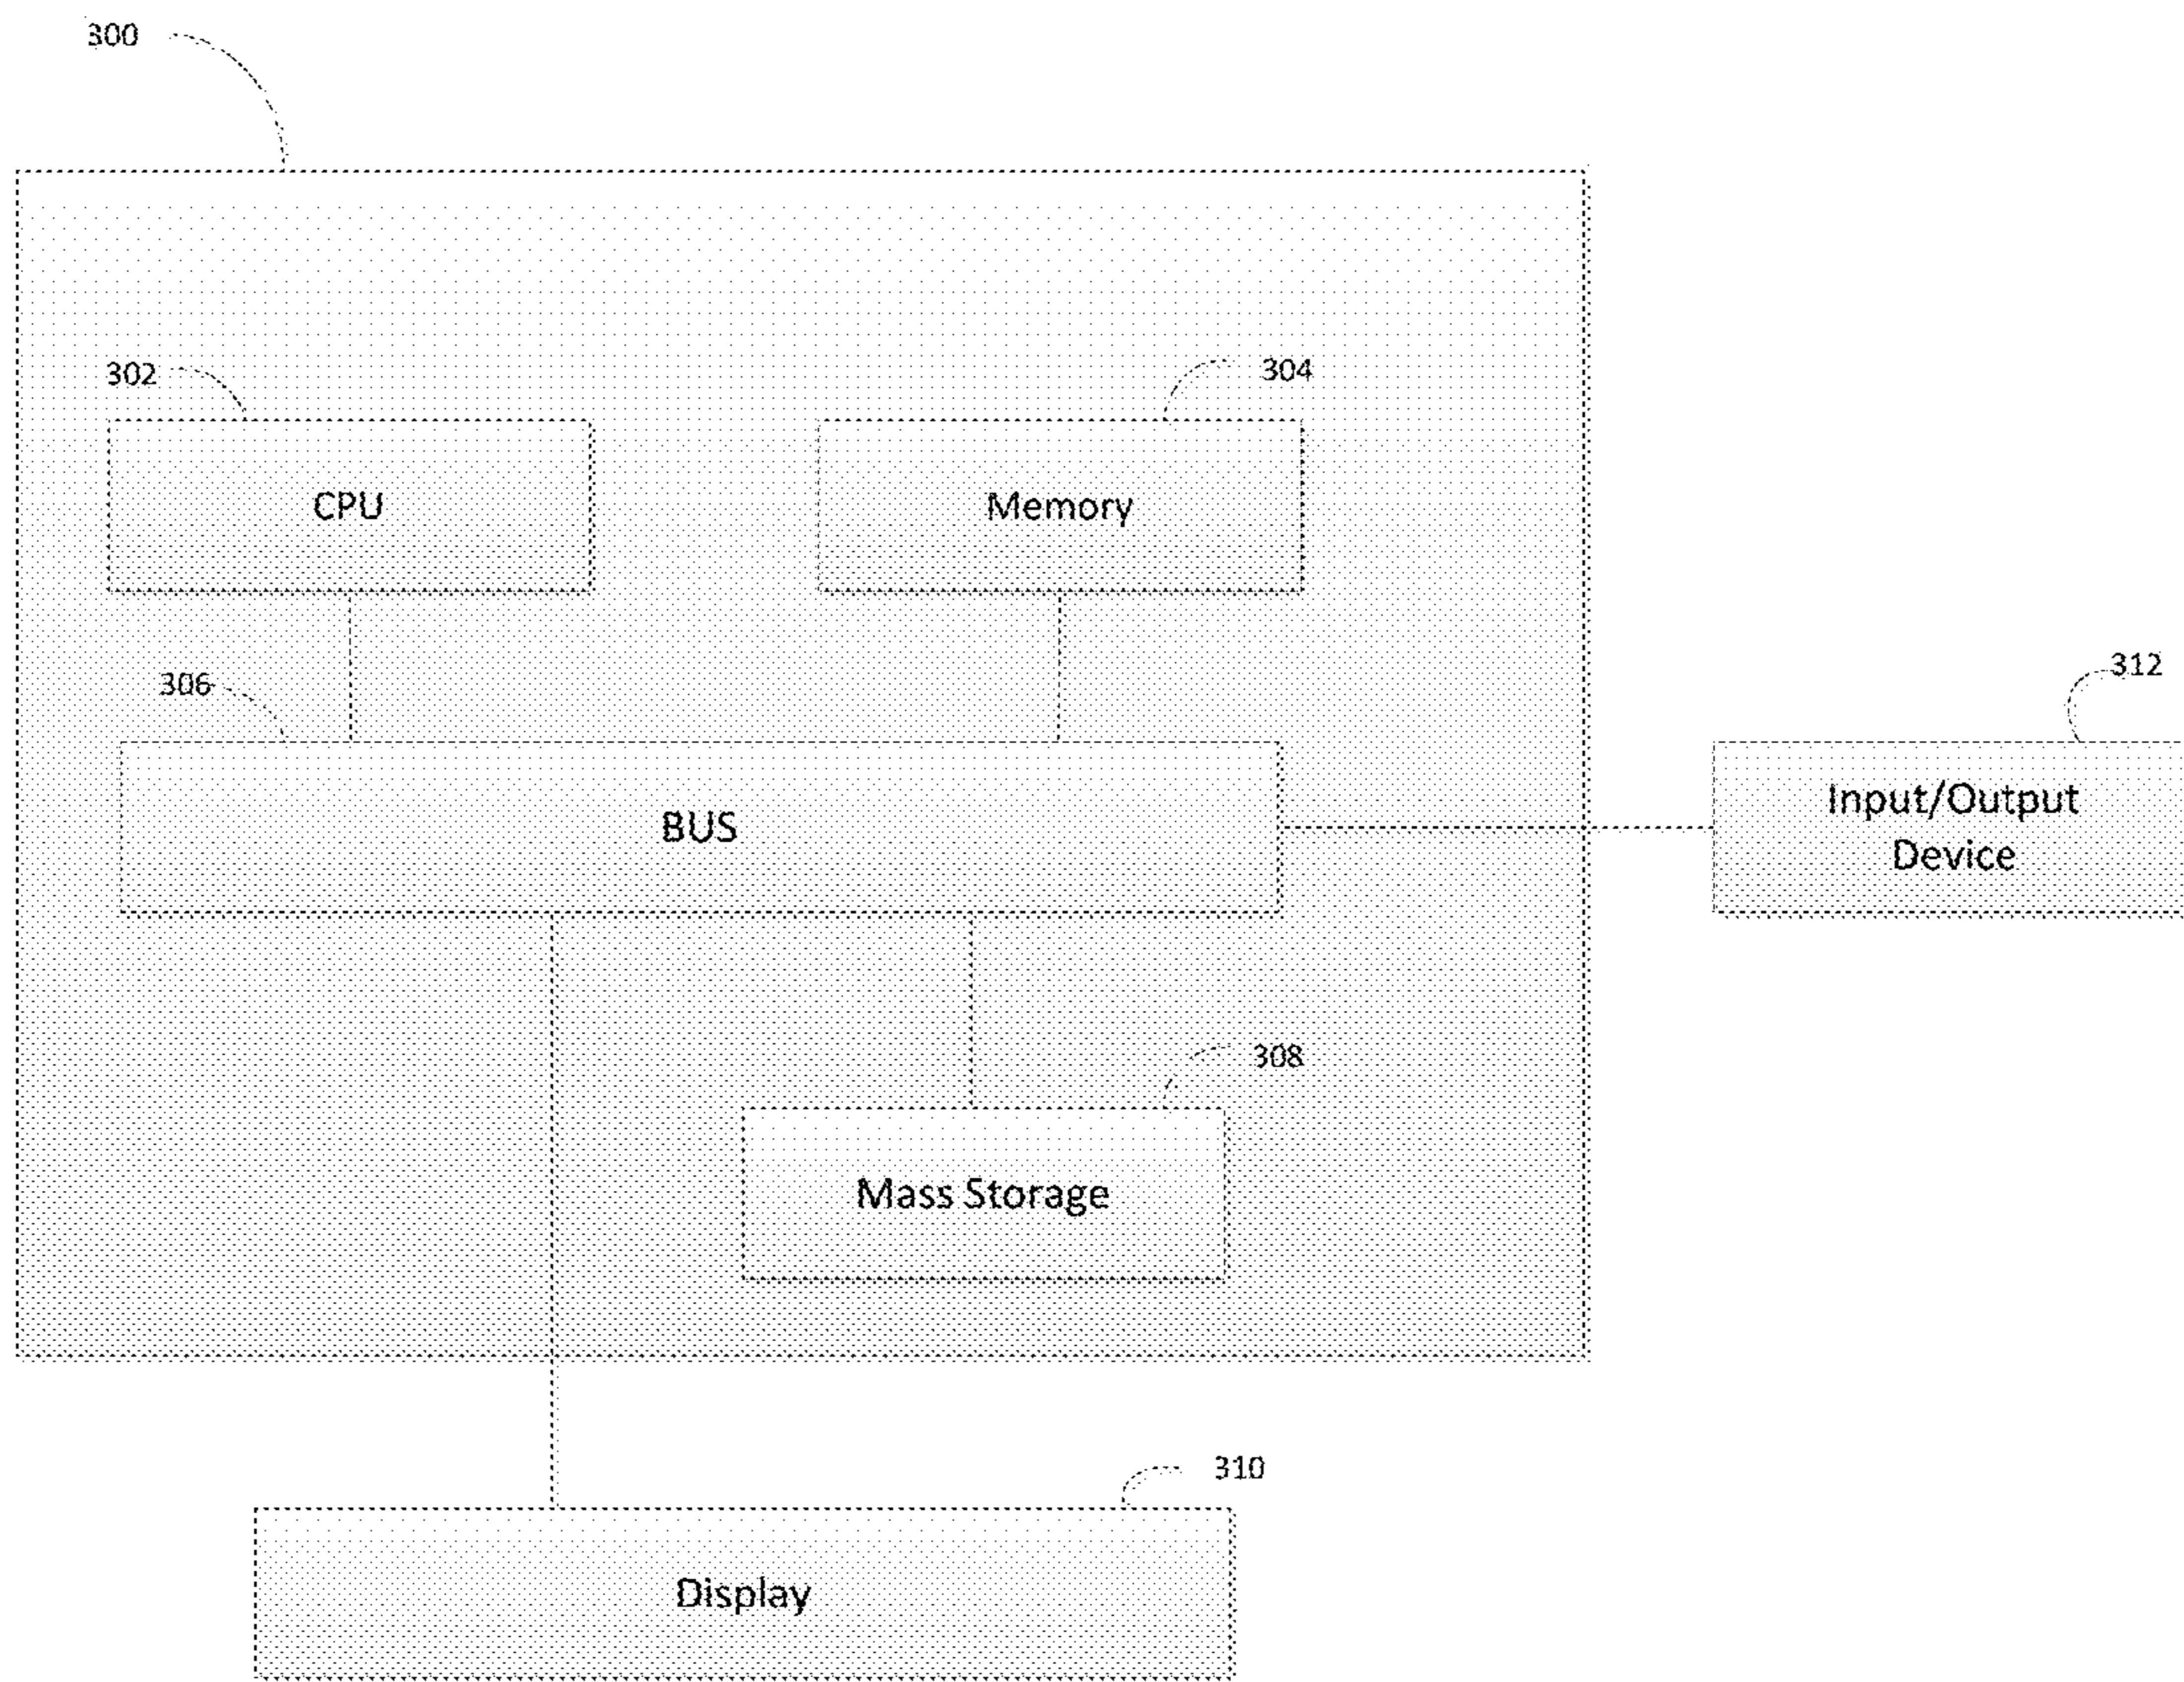 300
302
304
CPU
Memory
306
312
BUS
Input/Output
Device
308
Mass Storage
310
Display